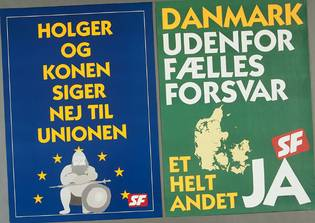 HOLGER
OG
KONEN
SIGER
NEJ TIL
UNIONEN
SF
DANMARK
UDENFOR
FÆLLES
FORSVAR
SF
ET
HELT
ANDET JA